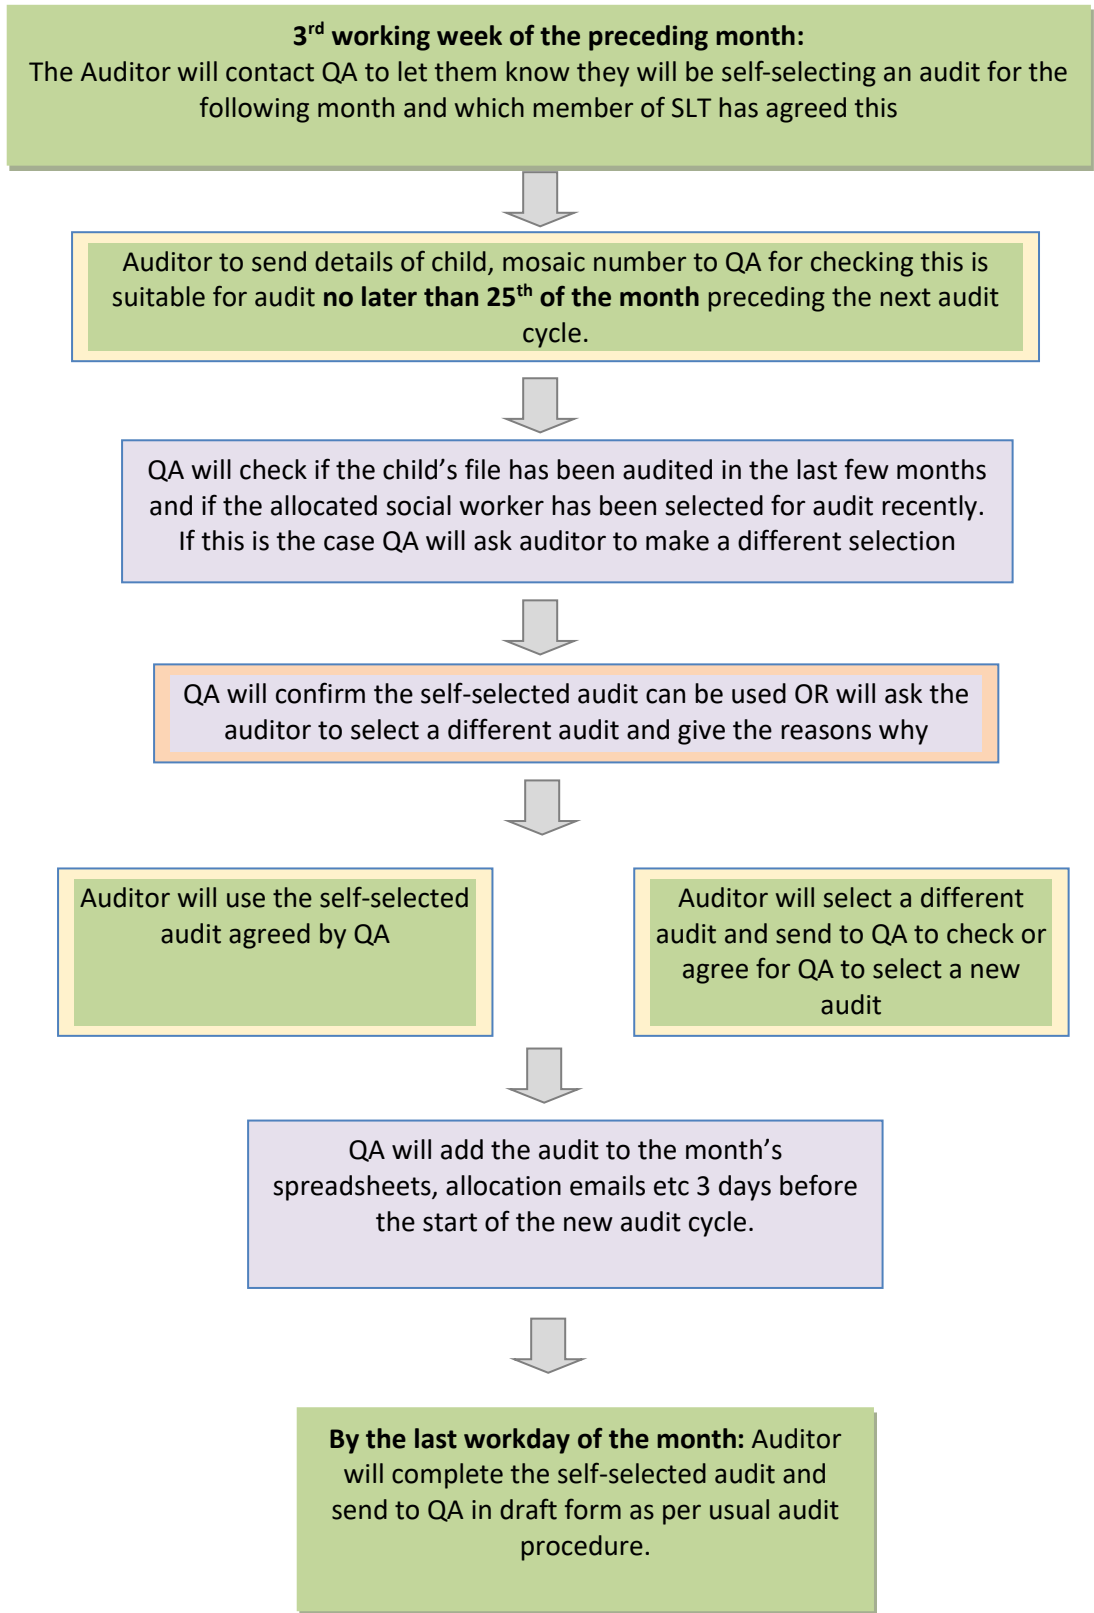 3rd working week of the preceding month:
The Auditor will contact QA to let them know they will be self-selecting an audit for the
following month and which member of SLT has agreed this
Auditor to send details of child, mosaic number to QA for checking this is
suitable for audit no later than 25th of the month preceding the next audit
cycle.
QA will check if the child’s file has been audited in the last few months
and if the allocated social worker has been selected for audit recently.
If this is the case QA will ask auditor to make a different selection
QA will confirm the self-selected audit can be used OR will ask the
auditor to select a different audit and give the reasons why
Auditor will use the self-selected
audit agreed by QA
Auditor will select a different
audit and send to QA to check or
agree for QA to select a new
audit
QA will add the audit to the month’s
spreadsheets, allocation emails etc 3 days before
the start of the new audit cycle.
By the last workday of the month: Auditor
will complete the self-selected audit and
send to QA in draft form as per usual audit
procedure.